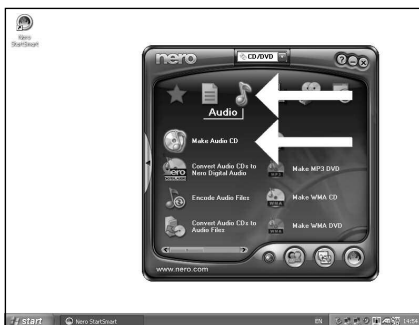 Nero
StartSmart
nero
CD/DVD
Audio
Make Audio CD
Convert Audio CDs to
Nero Digital Audio
Make MP3 DVD
Encode Audio Files
Make WMA CD
Convert Audio CDs to
Audio Files
Make WMA DVD
www.nero.com
start
Nero StartSmart
EN
14:54